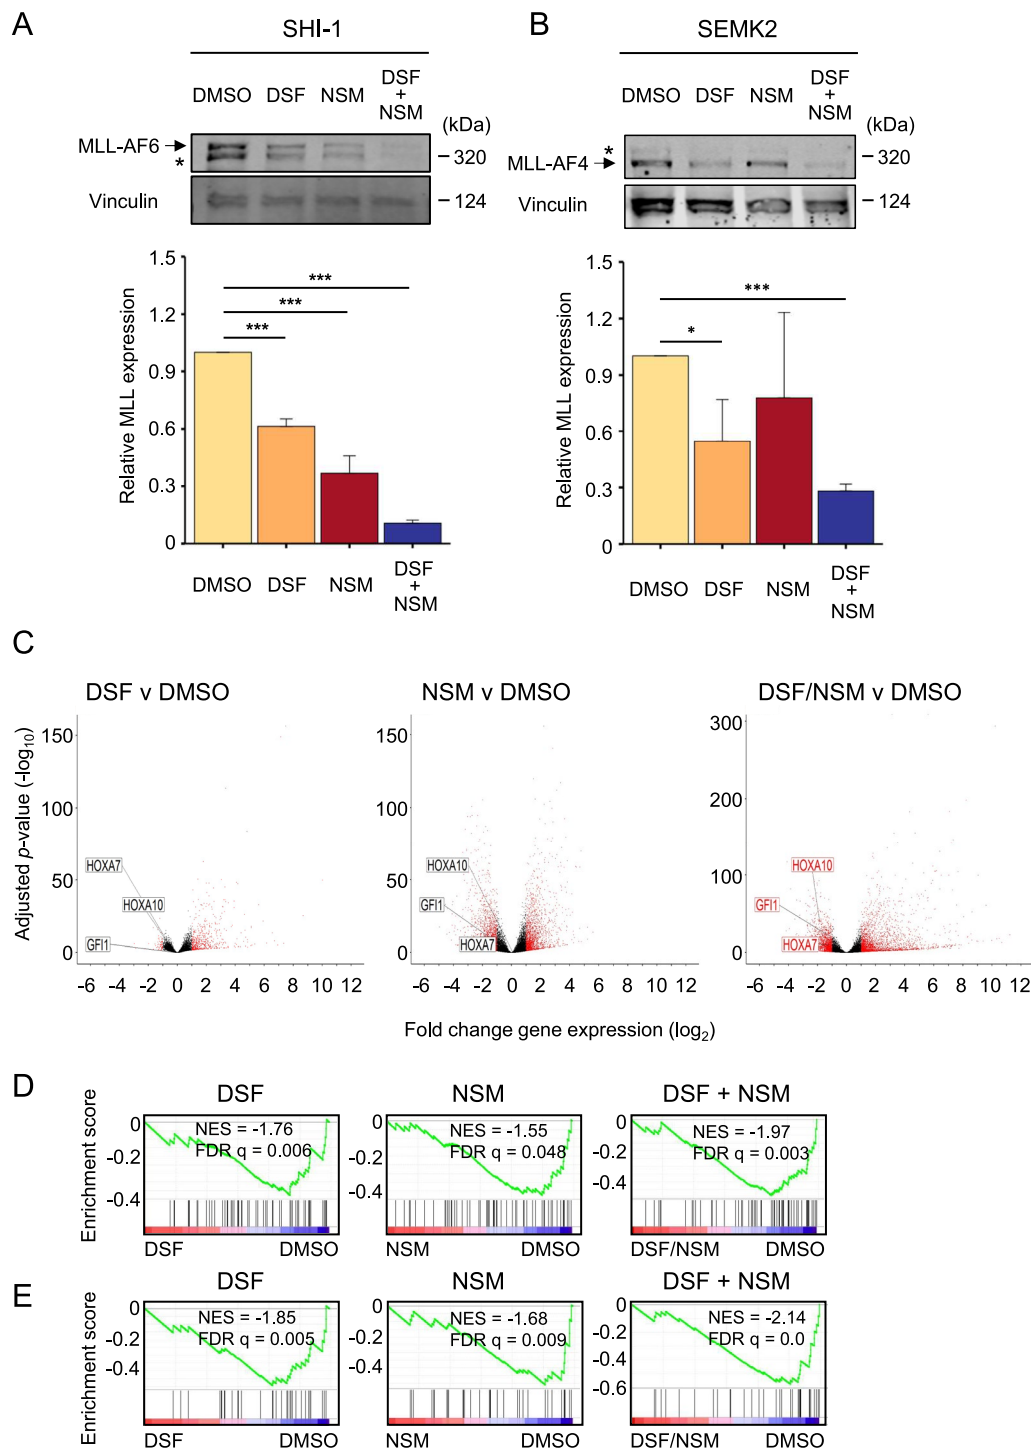 A
SHI-1
DMSO DSF NSM DSF + NSM
(kDa)
MLL-AF6
*
– 320
Vinculin
– 124
1.5
1.2
0.9
0.6
0.3
0
Relative MLL expression
***
***
***
DMSO DSF NSM DSF + NSM
B
SEMK2
DMSO DSF NSM DSF + NSM
(kDa)
*
MLL-AF4
– 320
Vinculin
– 124
1.5
1.2
0.9
0.6
0.3
0
Relative MLL expression
***
*
DMSO DSF NSM DSF + NSM
C
DSF v DMSO
NSM v DMSO
DSF/NSM v DMSO
Adjusted p-value (-log10)
150
100
50
0
HOXA7
HOXA10
GFI1
-6 -4 -2 0 2 4 6 8 10 12
150
100
50
0
HOXA10
GFI1
HOXA7
-6 -4 -2 0 2 4 6 8 10 12
300
200
100
0
HOXA10
GFI1
HOXA7
-6 -4 -2 0 2 4 6 8 10 12
Fold change gene expression (log2)
D
Enrichment score
DSF
0
-0.2
-0.4
NES = -1.76
FDR q = 0.006
DSF DMSO
NSM
0
-0.2
-0.4
NES = -1.55
FDR q = 0.048
NSM DMSO
DSF + NSM
0
-0.2
-0.4
NES = -1.97
FDR q = 0.003
DSF/NSM DMSO
E
Enrichment score
DSF
0
-0.2
-0.4
NES = -1.85
FDR q = 0.005
DSF DMSO
NSM
0
-0.2
-0.4
NES = -1.68
FDR q = 0.009
NSM DMSO
DSF + NSM
0
-0.2
-0.4
-0.6
NES = -2.14
FDR q = 0.0
DSF/NSM DMSO